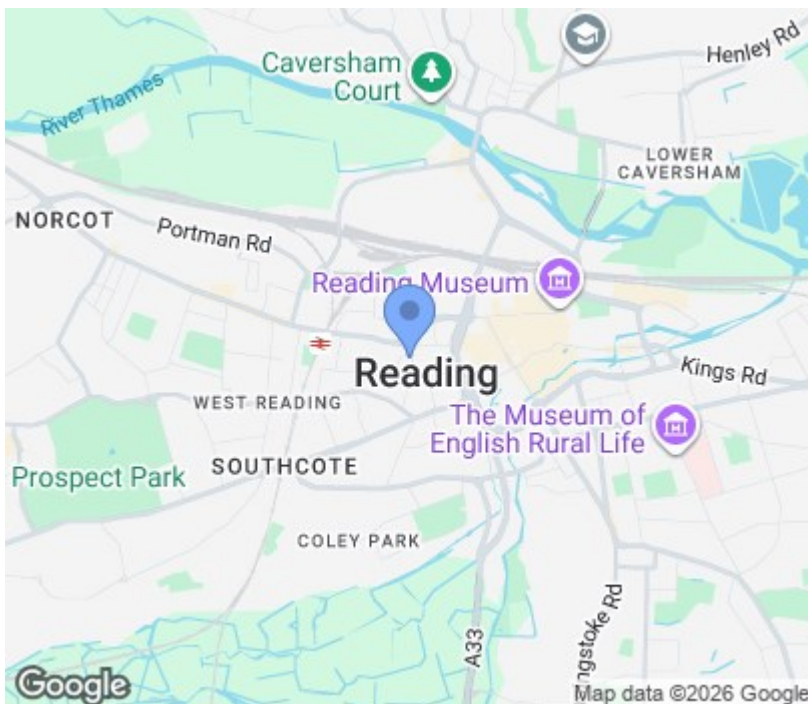 Henley Rd
Caversham
Court
River Thames
LOWER
CAVERSHAM
NORCOT
Portman Rd
Reading Museum
Reading
Kings Rd
WEST READING
The Museum of
English Rural Life
SOUTHCOTE
Prospect Park
COLEY PARK
A33
ngstoke Rd
Google
Map data ©2026 Google